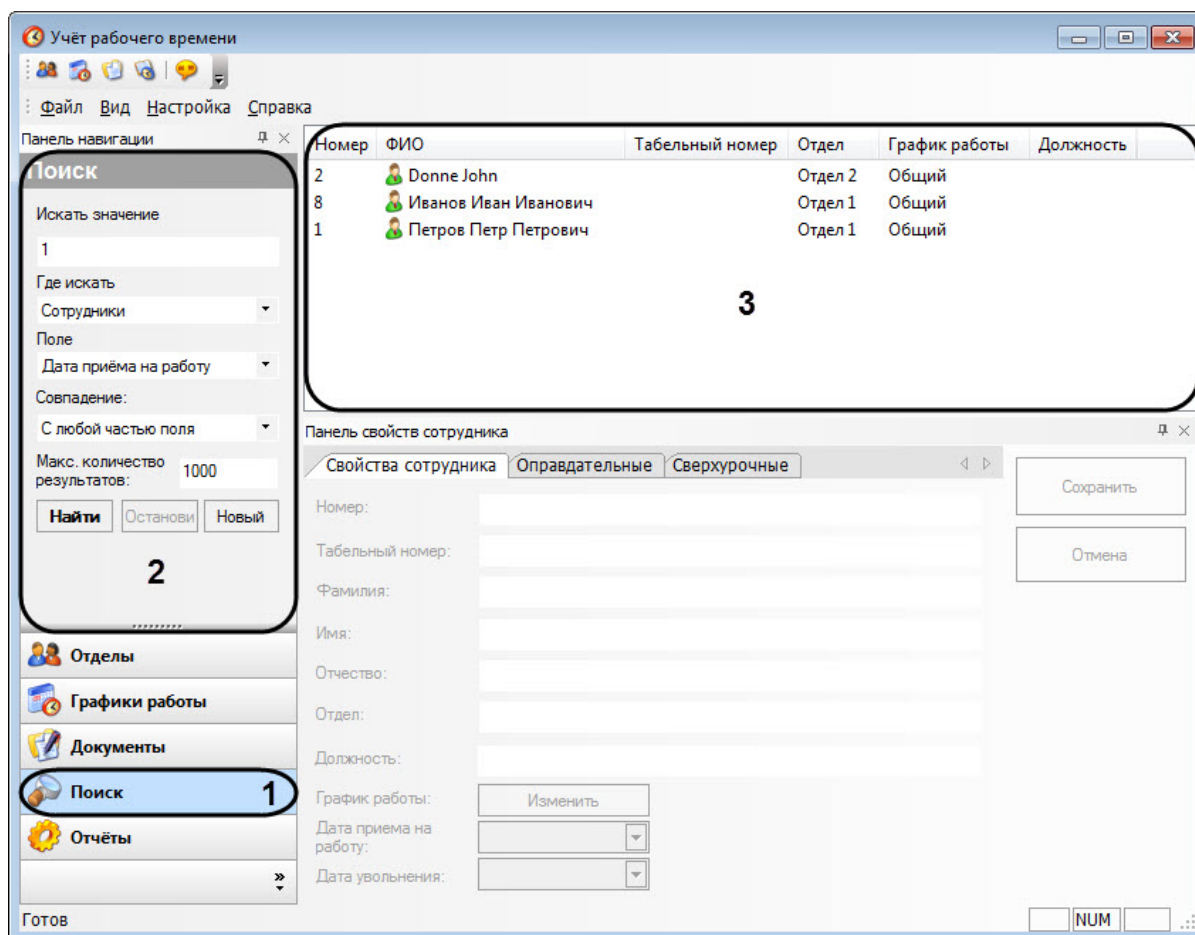 Учёт рабочего времени
Файл Вид Настройка Справка
Панель навигации
Поиск
Искать значение
1
Где искать
Сотрудники
Поле
Дата приёма на работу
Совпадение:
С любой частью поля
Макс. количество
результатов:
1000
Найти Останови Новый
2
Отделы
Графики работы
Документы
Поиск 1
Отчёты
Номер ФИО Табельный номер Отдел График работы Должность
2 Donne John Отдел 2 Общий
8 Иванов Иван Иванович Отдел 1 Общий
1 Петров Петр Петрович Отдел 1 Общий
3
Панель свойств сотрудника
Свойства сотрудника Оправдательные Сверхурочные
Номер:
Табельный номер:
Фамилия:
Имя:
Отчество:
Отдел:
Должность:
График работы: Изменить
Дата приема на
работу:
Дата увольнения:
Сохранить
Отмена
Готов
NUM